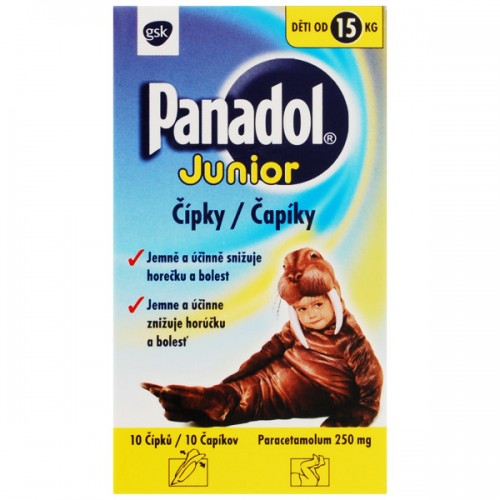 gsk
DĚTI OD 15 KG
Panadol®
Junior
Čípky / Čapíky
Jemně a účinně snižuje
horečku a bolest
Jemne a účinne
znižuje horúčku
a bolesť
10 Čípků / 10 Čapíkov
Paracetamolum 250 mg